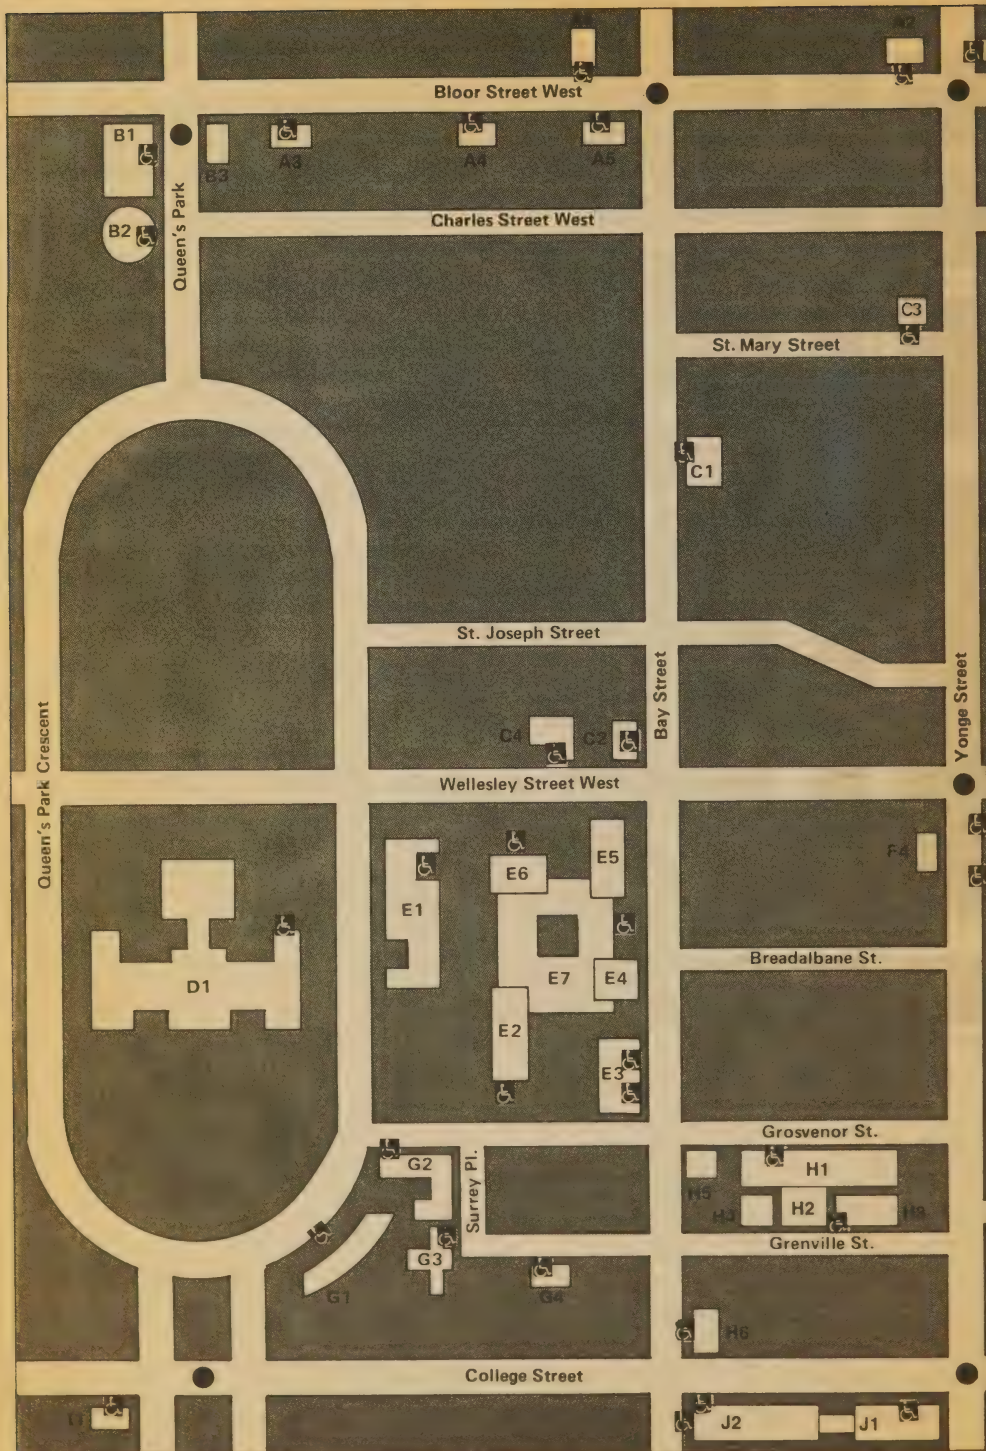 A2
Bloor Street West
B1
B3
A3
A4
A5
Queen's Park
Charles Street West
B2
C3
St. Mary Street
C1
St. Joseph Street
Bay Street
Yonge Street
C4
C2
Queen's Park Crescent
Wellesley Street West
E5
F4
E6
E1
Breadalbane St.
E7
E4
D1
E2
E3
Grosvenor St.
G2
Surrey Pl.
H1
H5
H3
H2
H8
Grenville St.
G3
G1
G4
H6
College Street
J2
J1